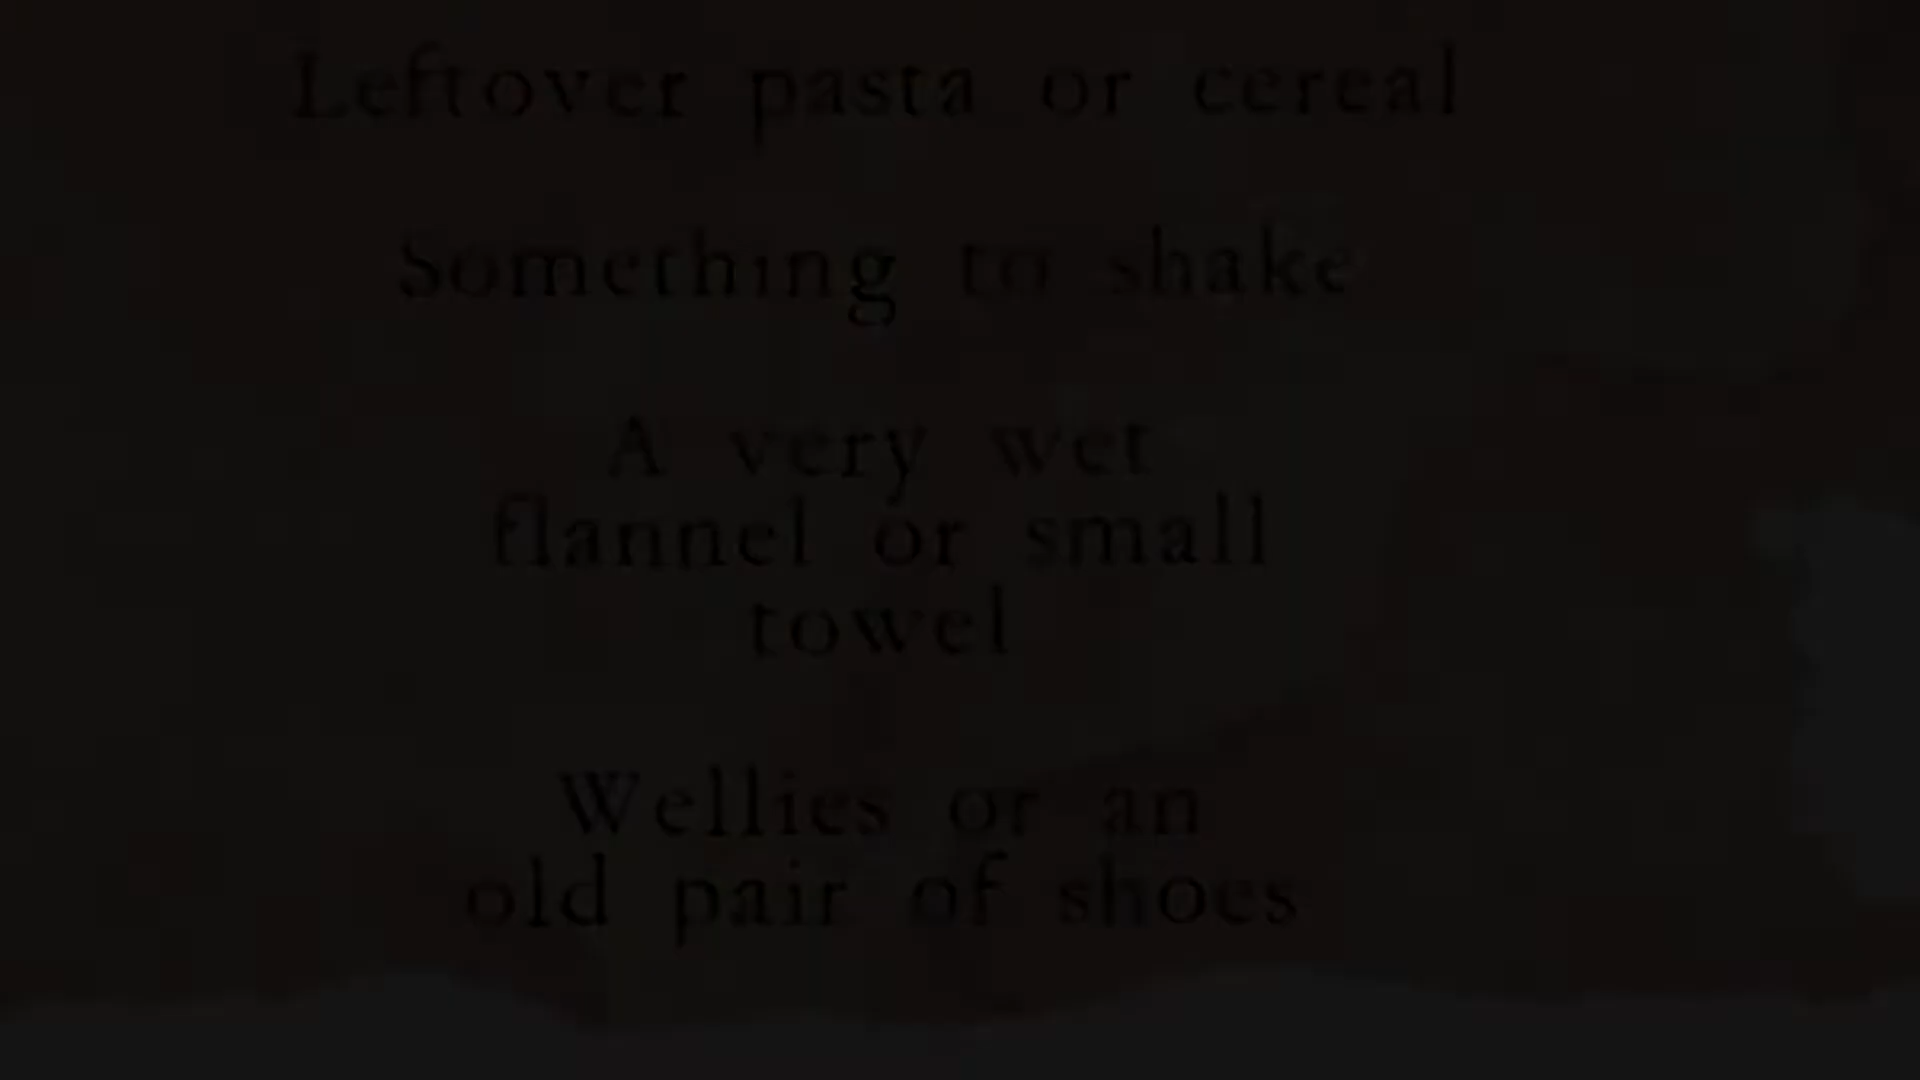 Leftover pasta or cereal
Something to shake
A very wet
flannel or small
towel
Wellies or an
old pair of shoes